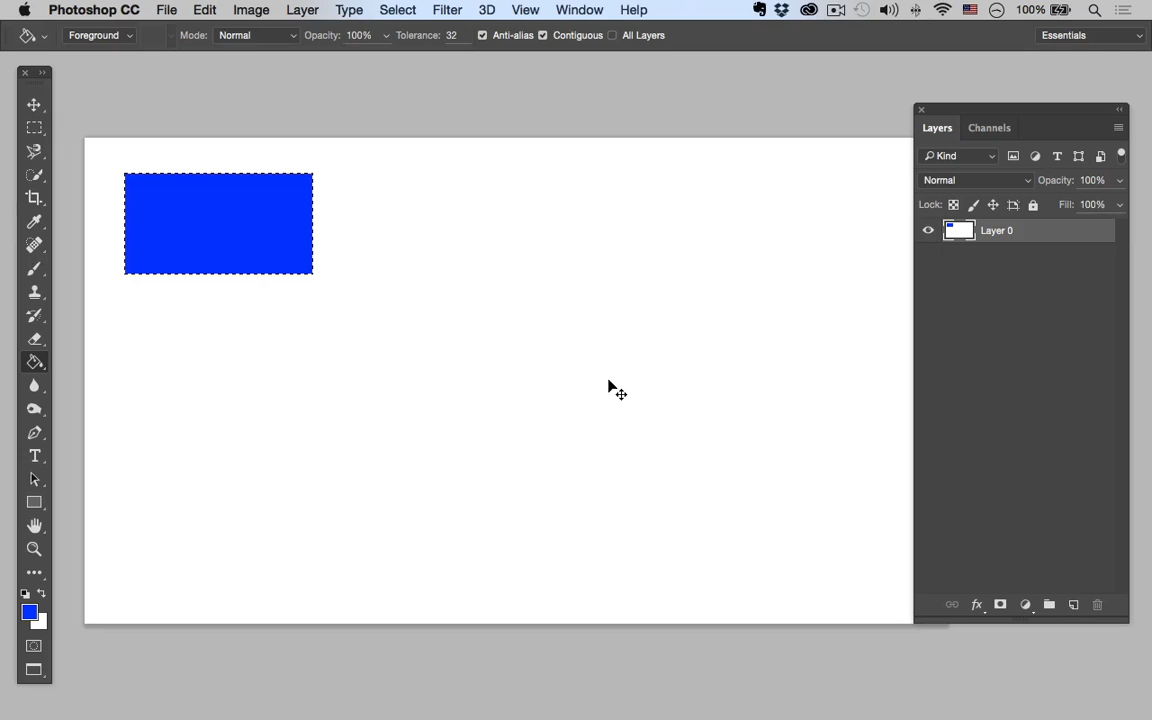 Photoshop CC File Edit Image Layer Type Select Filter 3D View Window Help 100%
Foreground Mode: Normal Opacity: 100% Tolerance: 32 Anti-alias Contiguous All Layers Essentials
Layers Channels
Kind
Normal Opacity: 100%
Lock: Fill: 100%
Layer 0